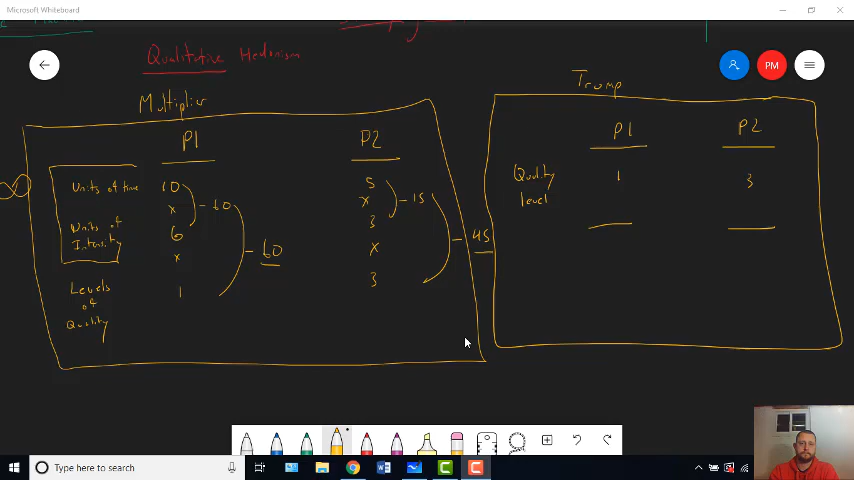 Microsoft Whiteboard
Qualitative Hedonism
PM
Multiplier
Trump
P1
P2
P1
P2
Units of time
10
5
Quality
level
1
3
x
60
x
15
Units of
Intensity
6
3
x
60
x
45
Levels
of
Quality
1
3
Type here to search